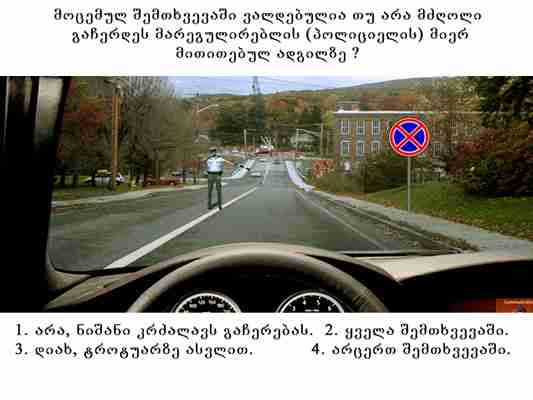 მოცემულ შემთხვევაში ვალდებულია თუ არა მძღოლი
გაჩერდეს მარეგულირებლის (პოლიციელის) მიერ
მითითებულ ადგილზე ?
1. არა, ნიშანი კრძალავს გაჩერებას. 2. ყველა შემთხვევაში.
3. დიახ, ტროტუარზე ასელით. 4. არცერთ შემთხვევაში.